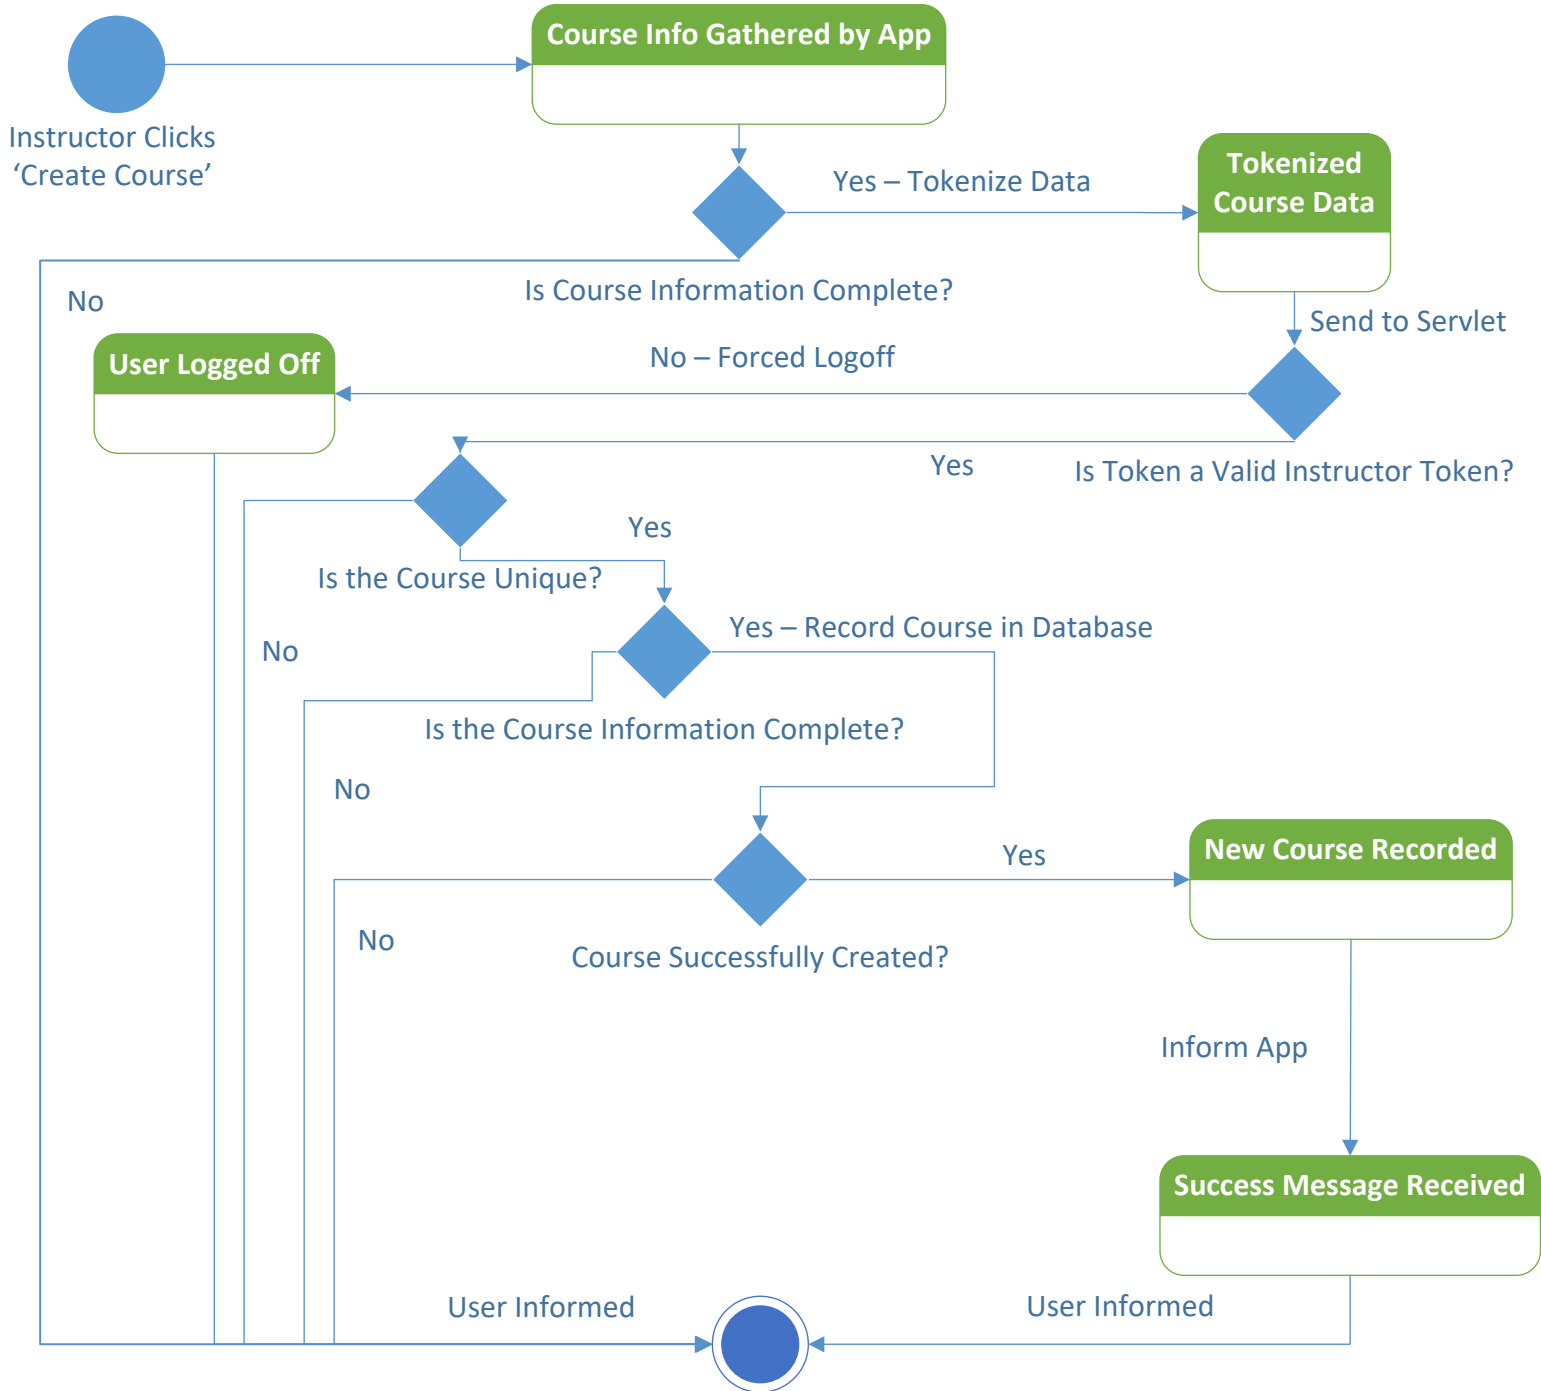 Course Info Gathered by App
Instructor Clicks
‘Create Course’
Yes – Tokenize Data
Tokenized
Course Data
Is Course Information Complete?
No
Send to Servlet
User Logged Off
No – Forced Logoff
Yes
Is Token a Valid Instructor Token?
Yes
Is the Course Unique?
No
Yes – Record Course in Database
Is the Course Information Complete?
No
New Course Recorded
Yes
No
Course Successfully Created?
Inform App
Success Message Received
User Informed
User Informed